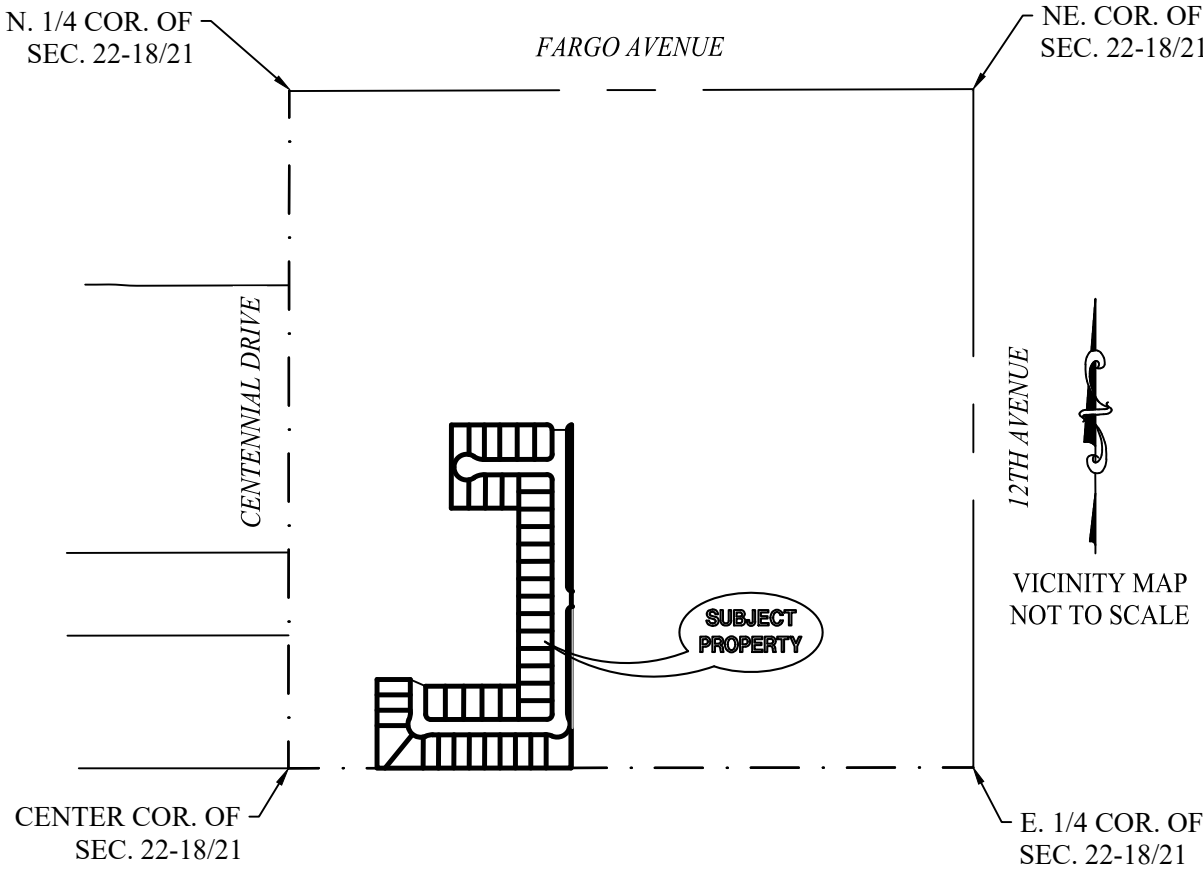 N. 1/4 COR. OF
SEC. 22-18/21
FARGO AVENUE
NE. COR. OF
SEC. 22-18/21
CENTENNIAL DRIVE
12TH AVENUE
VICINITY MAP
NOT TO SCALE
SUBJECT
PROPERTY
CENTER COR. OF
SEC. 22-18/21
E. 1/4 COR. OF
SEC. 22-18/21